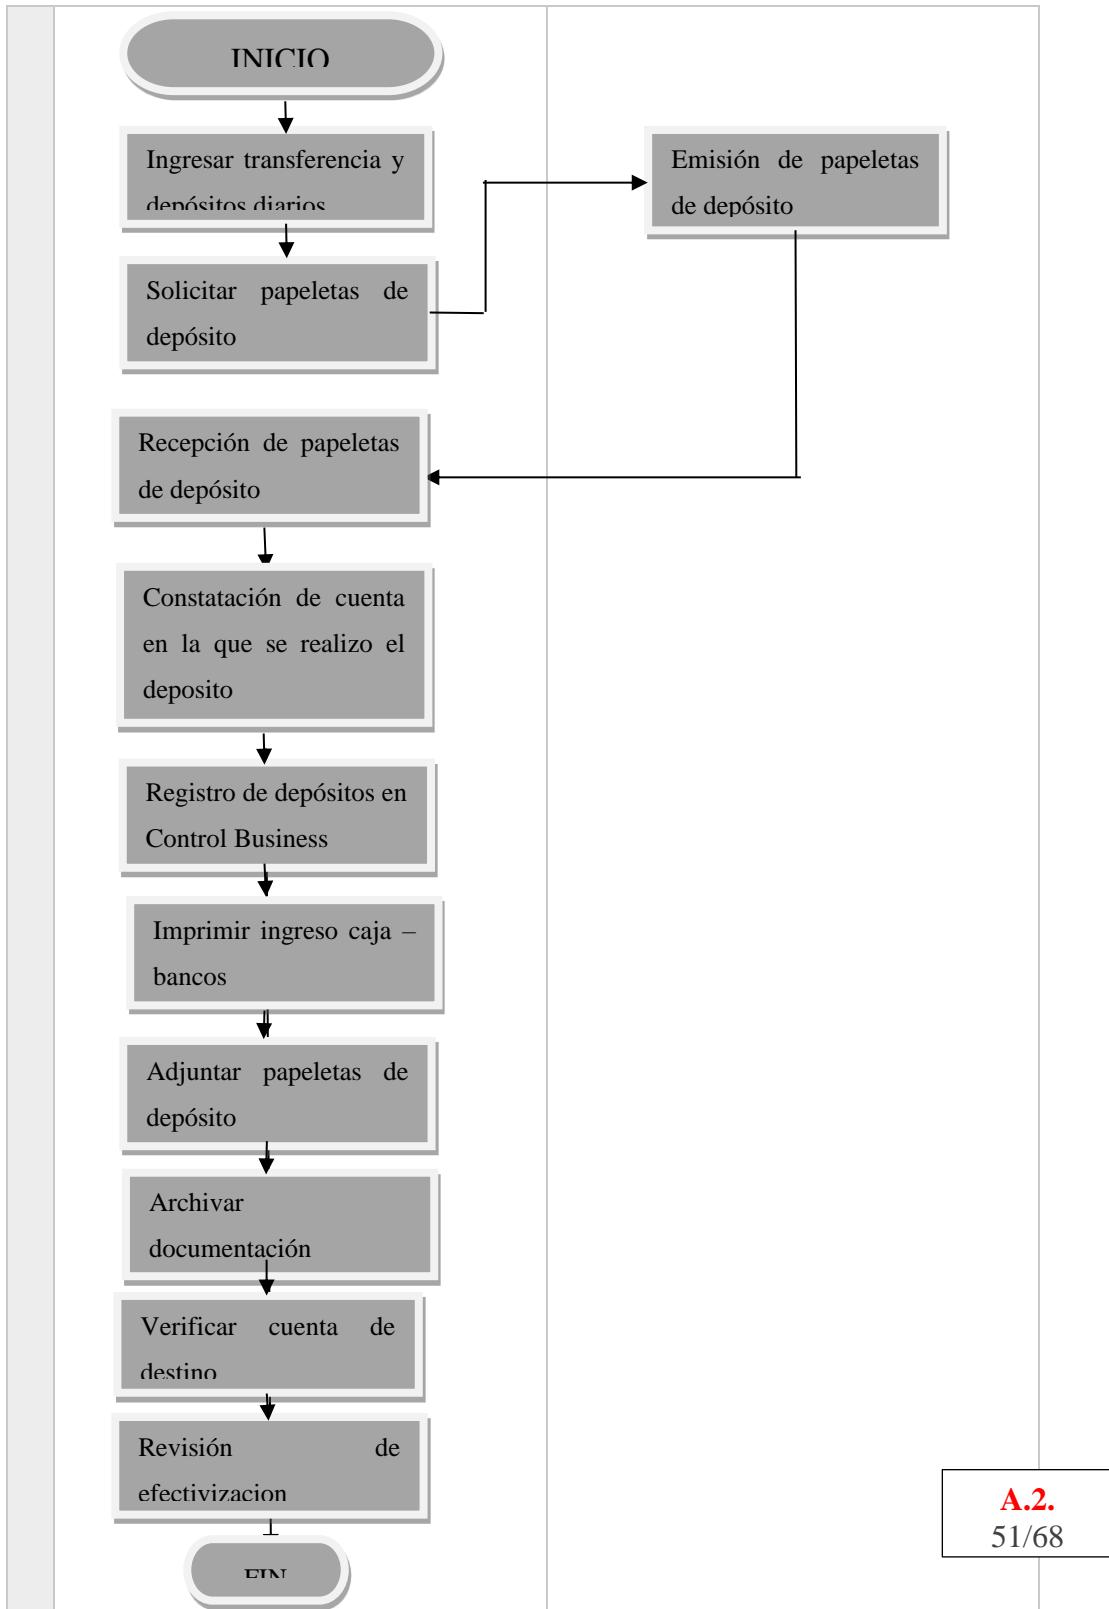 INICIO
Ingresar transferencia y
depósitos diarios
Emisión de papeletas
de depósito
Solicitar papeletas de
depósito
Recepción de papeletas
de depósito
Constatación de cuenta
en la que se realizo el
deposito
Registro de depósitos en
Control Business
Imprimir ingreso caja –
bancos
Adjuntar papeletas de
depósito
Archivar
documentación
Verificar cuenta de
destino
Revisión de
efectivizacion
FIN
A.2.
51/68